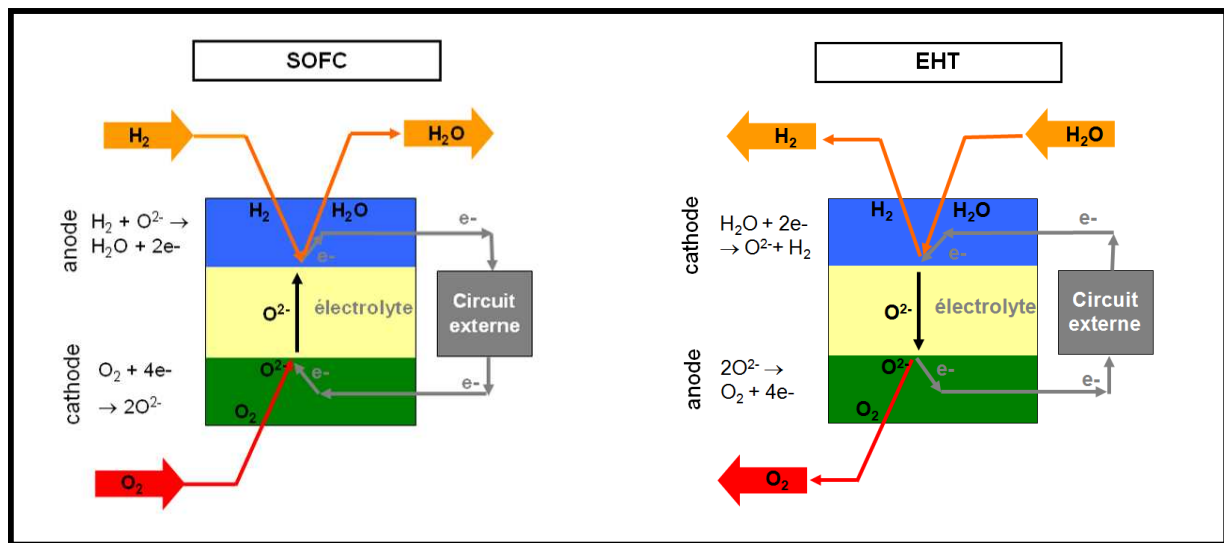 SOFC
H₂
H₂O
anode
H₂ + O²⁻ →
H₂O + 2e-
H₂
H₂O
e-
e-
O²⁻
électrolyte
Circuit
externe
cathode
O₂ + 4e-
→ 2O²⁻
O²⁻
e-
e-
O₂
O₂
EHT
H₂
H₂O
cathode
H₂O + 2e-
→ O²⁻+ H₂
H₂
H₂O
e-
e-
O²⁻
électrolyte
Circuit
externe
anode
2O²⁻ →
O₂ + 4e-
O²⁻
e-
e-
O₂
O₂